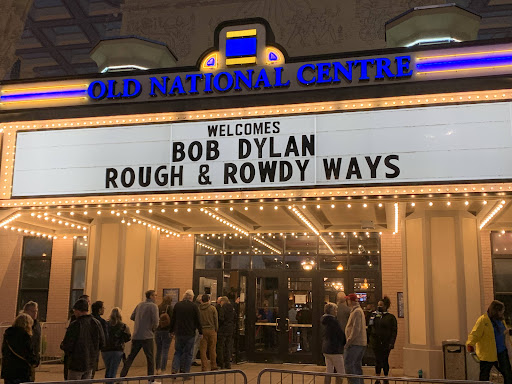 OLD NATIONAL CENTRE
WELCOMES
BOB DYLAN
ROUGH & ROWDY WAYS